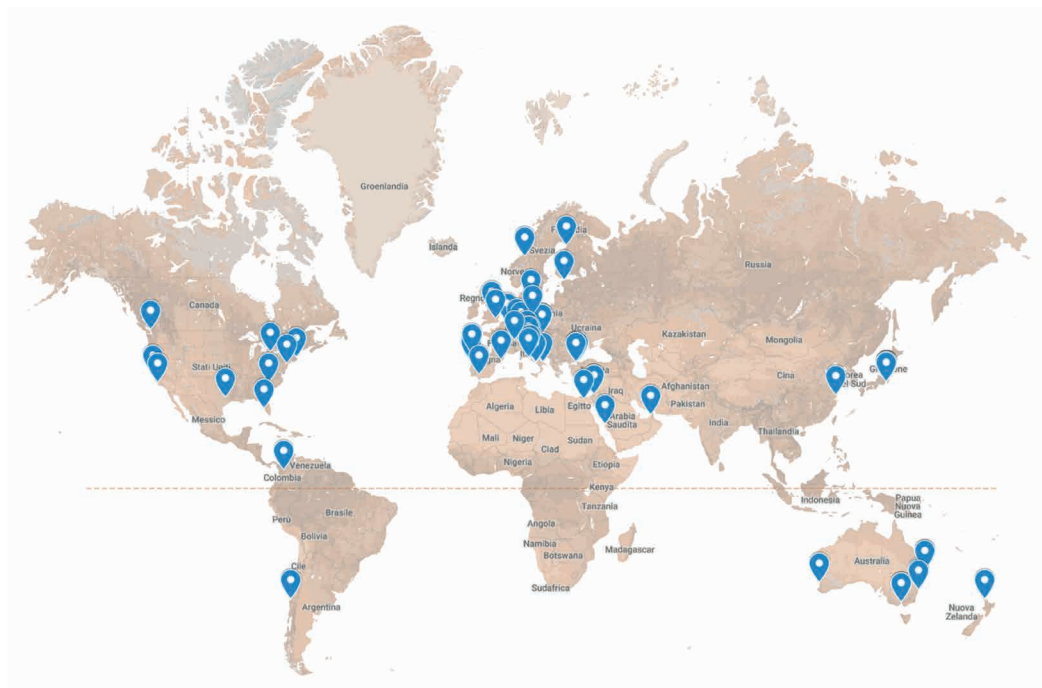 Groenlandia
Islanda
Svezia
Russia
Canada
Ucraina
Kazakistan
Mongolia
Stati Uniti
Cina
Iraq
Afghanistan
Pakistan
Algeria
Libia
Egitto
Arabia
Saudita
Messico
India
Mali
Niger
Ciad
Sudan
Thailandia
Nigeria
Etiopia
Venezuela
Colombia
Kenya
Indonesia
Papua
Nuova
Guinea
Tanzania
Perù
Brasile
Angola
Bolivia
Namibia
Botswana
Madagascar
Cile
Australia
Sudafrica
Argentina
Nuova
Zelanda